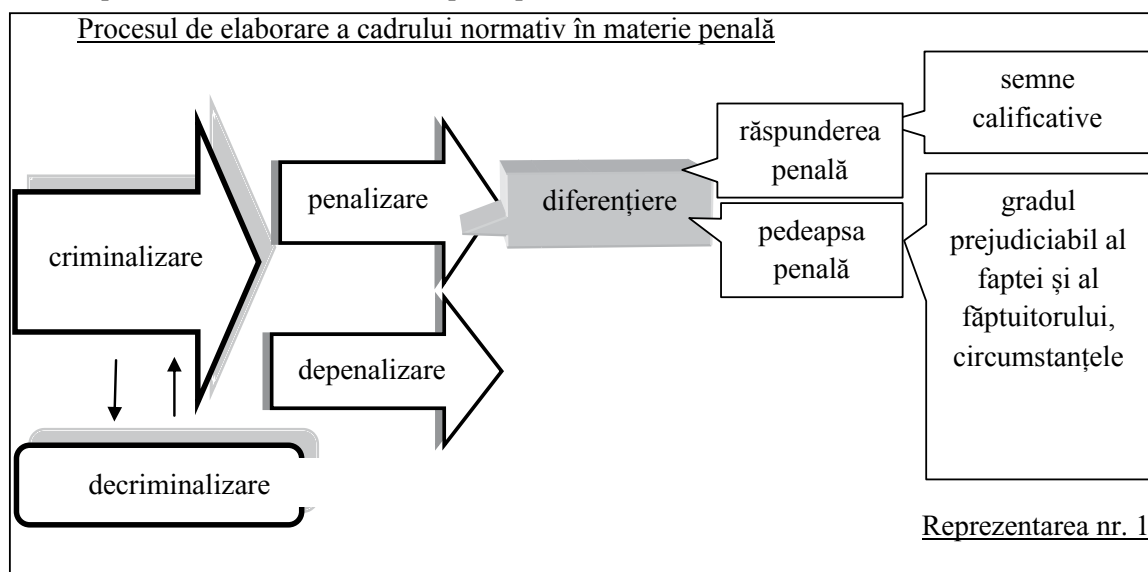 Procesul de elaborare a cadrului normativ în materie penală
criminalizare
decriminalizare
penalizare
depenalizare
diferențiere
răspunderea
penală
pedeapsa
penală
semne
calificative
gradul
prejudiciabil al
faptei și al
făptuitorului,
circumstanțele
Reprezentarea nr. 1